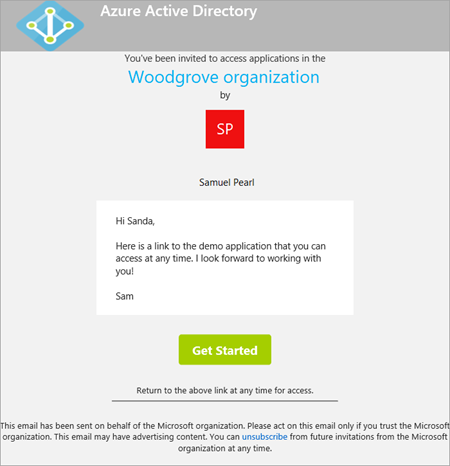 Azure Active Directory
You've been invited to access applications in the
Woodgrove organization
by
SP
Samuel Pearl
Hi Sanda,
Here is a link to the demo application that you can
access at any time. I look forward to working with
you!
Sam
Get Started
Return to the above link at any time for access.
This email has been sent on behalf of the Microsoft organization. Please act on this email only if you trust the Microsoft
organization. This email may have advertising content. You can unsubscribe from future invitations from the Microsoft
organization at any time.